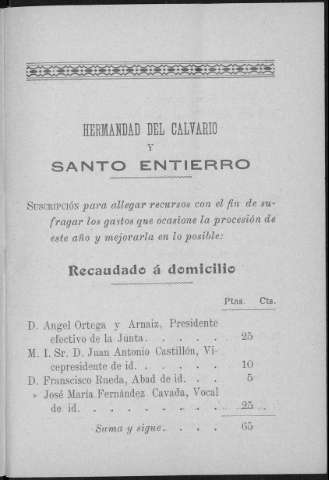 HERMANDAD DEL CALVARIO
Y
SANTO ENTIERRO
SUSCRIPCIÓN para allegar recursos con el fin de su-
fragar los gastos que ocasione la procesión de
este año y mejorarla en lo posible:
Recaudado á domicilio
Ptas. Cts.
D. Angel Ortega y Arnaiz, Presidente
efectivo de la Junta. . . . . 25
M. I. Sr. D. Juan Antonio Castillón, Vi-
cepresidente de id. . . . . 10
D. Franscisco Rueda, Abad de id. . . . 5
» José María Fernández Cavada, Vocal
de id. . . . . . . . . 25
Suma y sigue. . . . 65